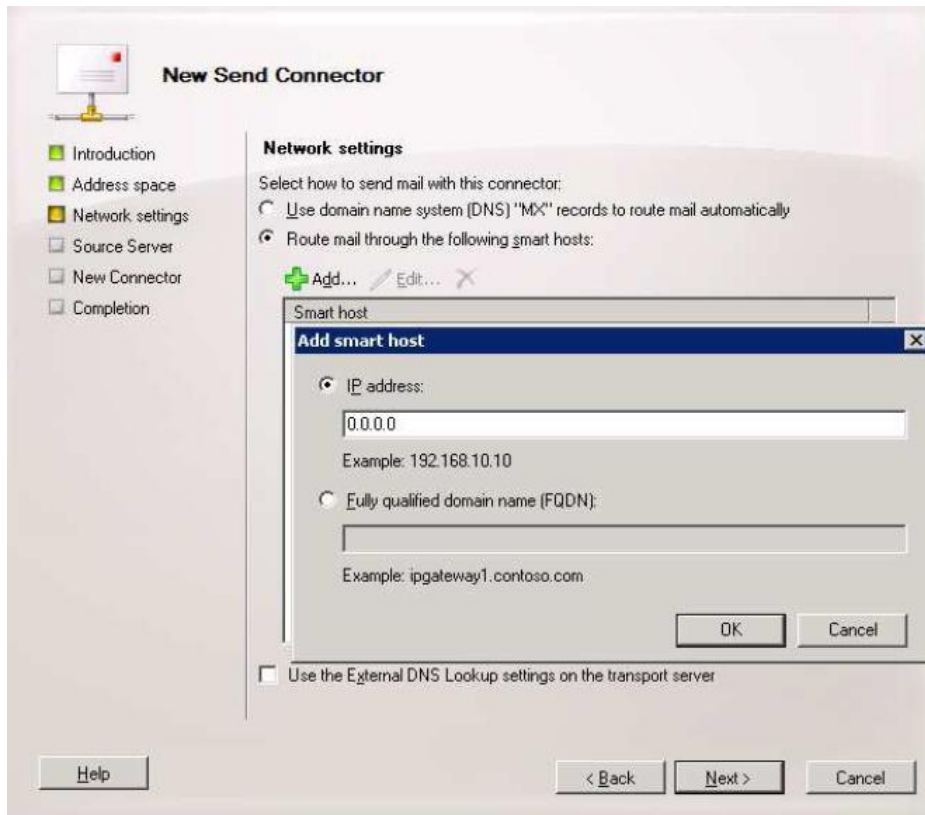 New Send Connector
Introduction
Address space
Network settings
Source Server
New Connector
Completion
Network settings
Select how to send mail with this connector:
Use domain name system (DNS) "MX" records to route mail automatically
Route mail through the following smart hosts:
Add... Edit...
Smart host
Add smart host
IP address:
0.0.0.0
Example: 192.168.10.10
Fully qualified domain name (FQDN):
Example: ipgateway1.contoso.com
OK Cancel
Use the External DNS Lookup settings on the transport server
Help < Back Next > Cancel